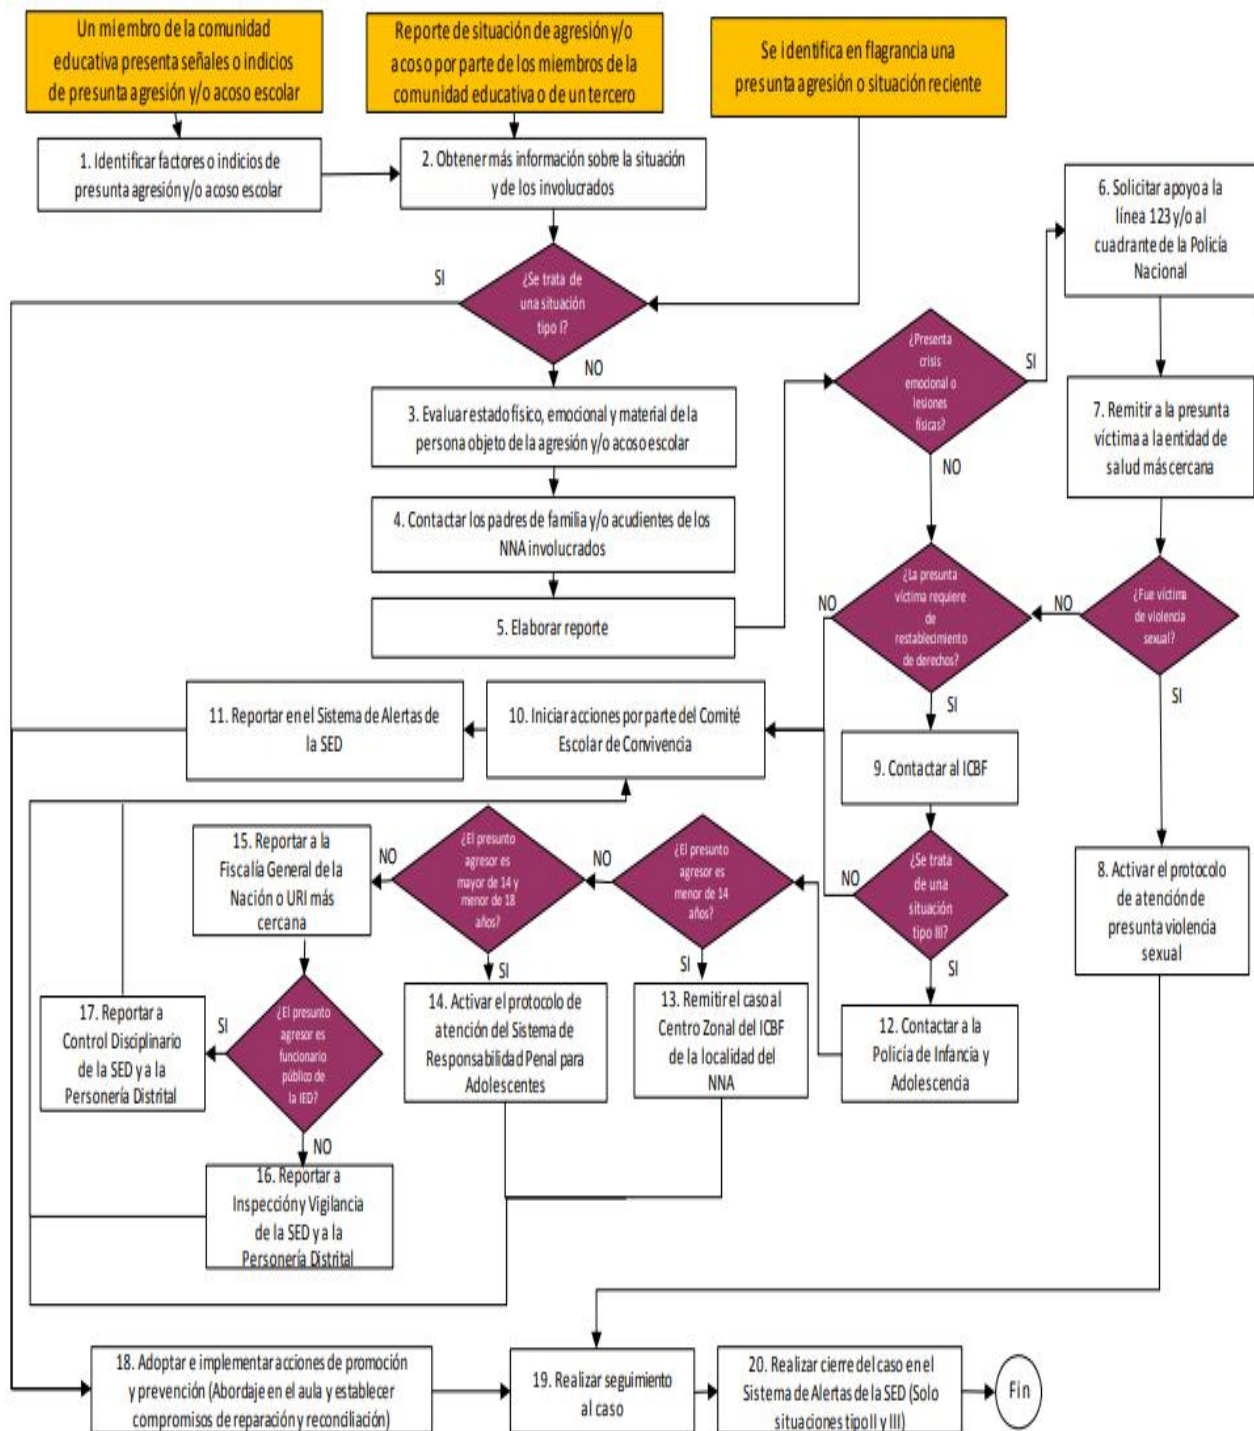 Un miembro de la comunidad
educativa presenta señales o indicios
de presunta agresión y/o acoso escolar
Reporte de situación de agresión y/o
acoso por parte de los miembros de la
comunidad educativa o de un tercero
Se identifica en flagrancia una
presunta agresión o situación reciente
1. Identificar factores o indicios de
presunta agresión y/o acoso escolar
2. Obtener más información sobre la situación
y de los involucrados
6. Solicitar apoyo a la
línea 123 y/o al
cuadrante de la Policía
Nacional
SI
¿Se trata de
una situación
tipo I?
NO
¿Presenta
crisis
emocional o
lesiones
físicas?
SI
NO
3. Evaluar estado físico, emocional y material de la
persona objeto de la agresión y/o acoso escolar
7. Remitir a la presunta
víctima a la entidad de
salud más cercana
4. Contactar los padres de familia y/o acudientes de los
NNA involucrados
5. Elaborar reporte
NO
¿La presunta
víctima requiere
de
restablecimiento
de derechos?
SI
NO
¿Fue víctima
de violencia
sexual?
SI
11. Reportar en el Sistema de Alertas de
la SED
10. Iniciar acciones por parte del Comité
Escolar de Convivencia
9. Contactar al ICBF
15. Reportar a la
Fiscalía General de la
Nación o URI más
cercana
NO
¿El presunto
agresor es
mayor de 14 y
menor de 18
años?
SI
NO
¿El presunto
agresor es
menor de 14
años?
SI
NO
¿Se trata
de una
situación
tipo III?
SI
8. Activar el protocolo
de atención de
presunta violencia
sexual
17. Reportar a
Control Disciplinario
de la SED y a la
Personería Distrital
SI
¿El presunto
agresor es
funcionario
público de
la IED?
NO
14. Activar el protocolo de
atención del Sistema de
Responsabilidad Penal para
Adolescentes
13. Remitir el caso al
Centro Zonal del ICBF
de la localidad del
NNA
12. Contactar a la
Policía de Infancia y
Adolescencia
16. Reportar a
Inspección y Vigilancia
de la SED y a la
Personería Distrital
18. Adoptar e implementar acciones de promoción
y prevención (Abordaje en el aula y establecer
compromisos de reparación y reconciliación)
19. Realizar seguimiento
al caso
20. Realizar cierre del caso en el
Sistema de Alertas de la SED (Solo
situaciones tipo II y III)
Fin